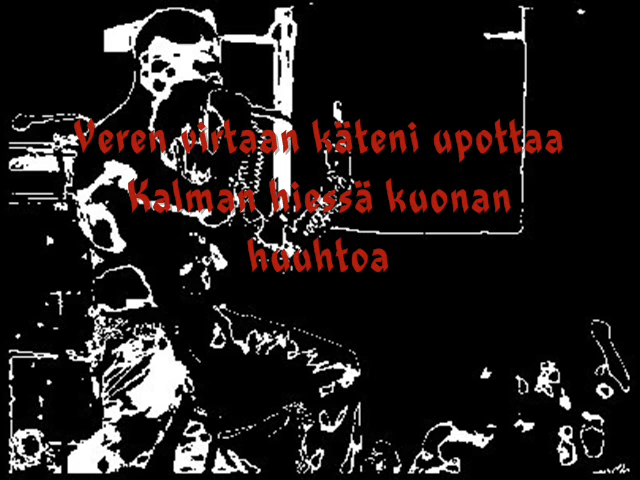 Veren virtaan käteni upottaa
Kalman hiessä kuonan
huuhtoa